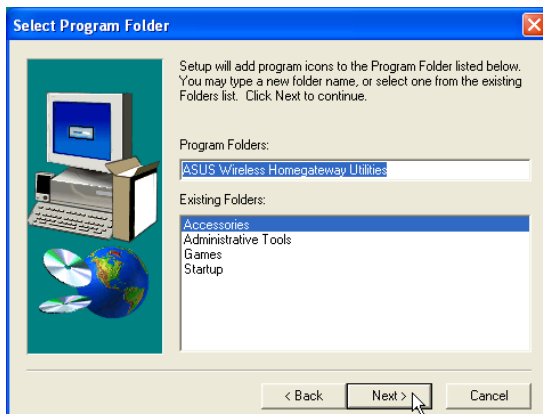 Select Program Folder
Setup will add program icons to the Program Folder listed below.
You may type a new folder name, or select one from the existing
Folders list. Click Next to continue.
Program Folders:
ASUS Wireless Homegateway Utilities
Existing Folders:
Accessories
Administrative Tools
Games
Startup
< Back Next > Cancel